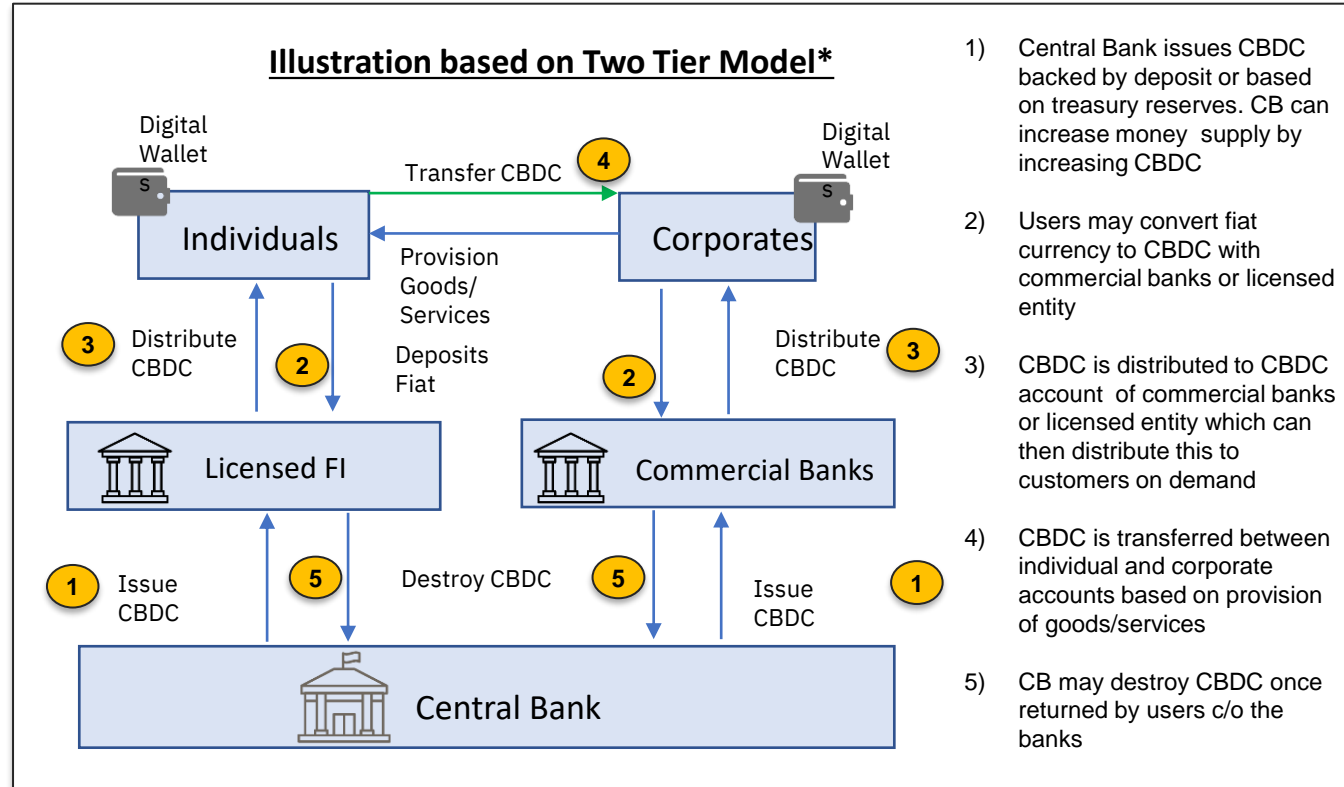 Illustration based on Two Tier Model*
Digital
Wallet
S
Individuals
Transfer CBDC
4
Provision
Goods/
Services
Digital
Wallet
S
Corporates
3
Distribute
CBDC
2
Deposits
Fiat
2
Distribute
CBDC
3
Licensed FI
Commercial Banks
1
Issue
CBDC
5
Destroy CBDC
5
Issue
CBDC
1
Central Bank
1) Central Bank issues CBDC
backed by deposit or based
on treasury reserves. CB can
increase money supply by
increasing CBDC
2) Users may convert fiat
currency to CBDC with
commercial banks or licensed
entity
3) CBDC is distributed to CBDC
account of commercial banks
or licensed entity which can
then distribute this to
customers on demand
4) CBDC is transferred between
individual and corporate
accounts based on provision
of goods/services
5) CB may destroy CBDC once
returned by users c/o the
banks